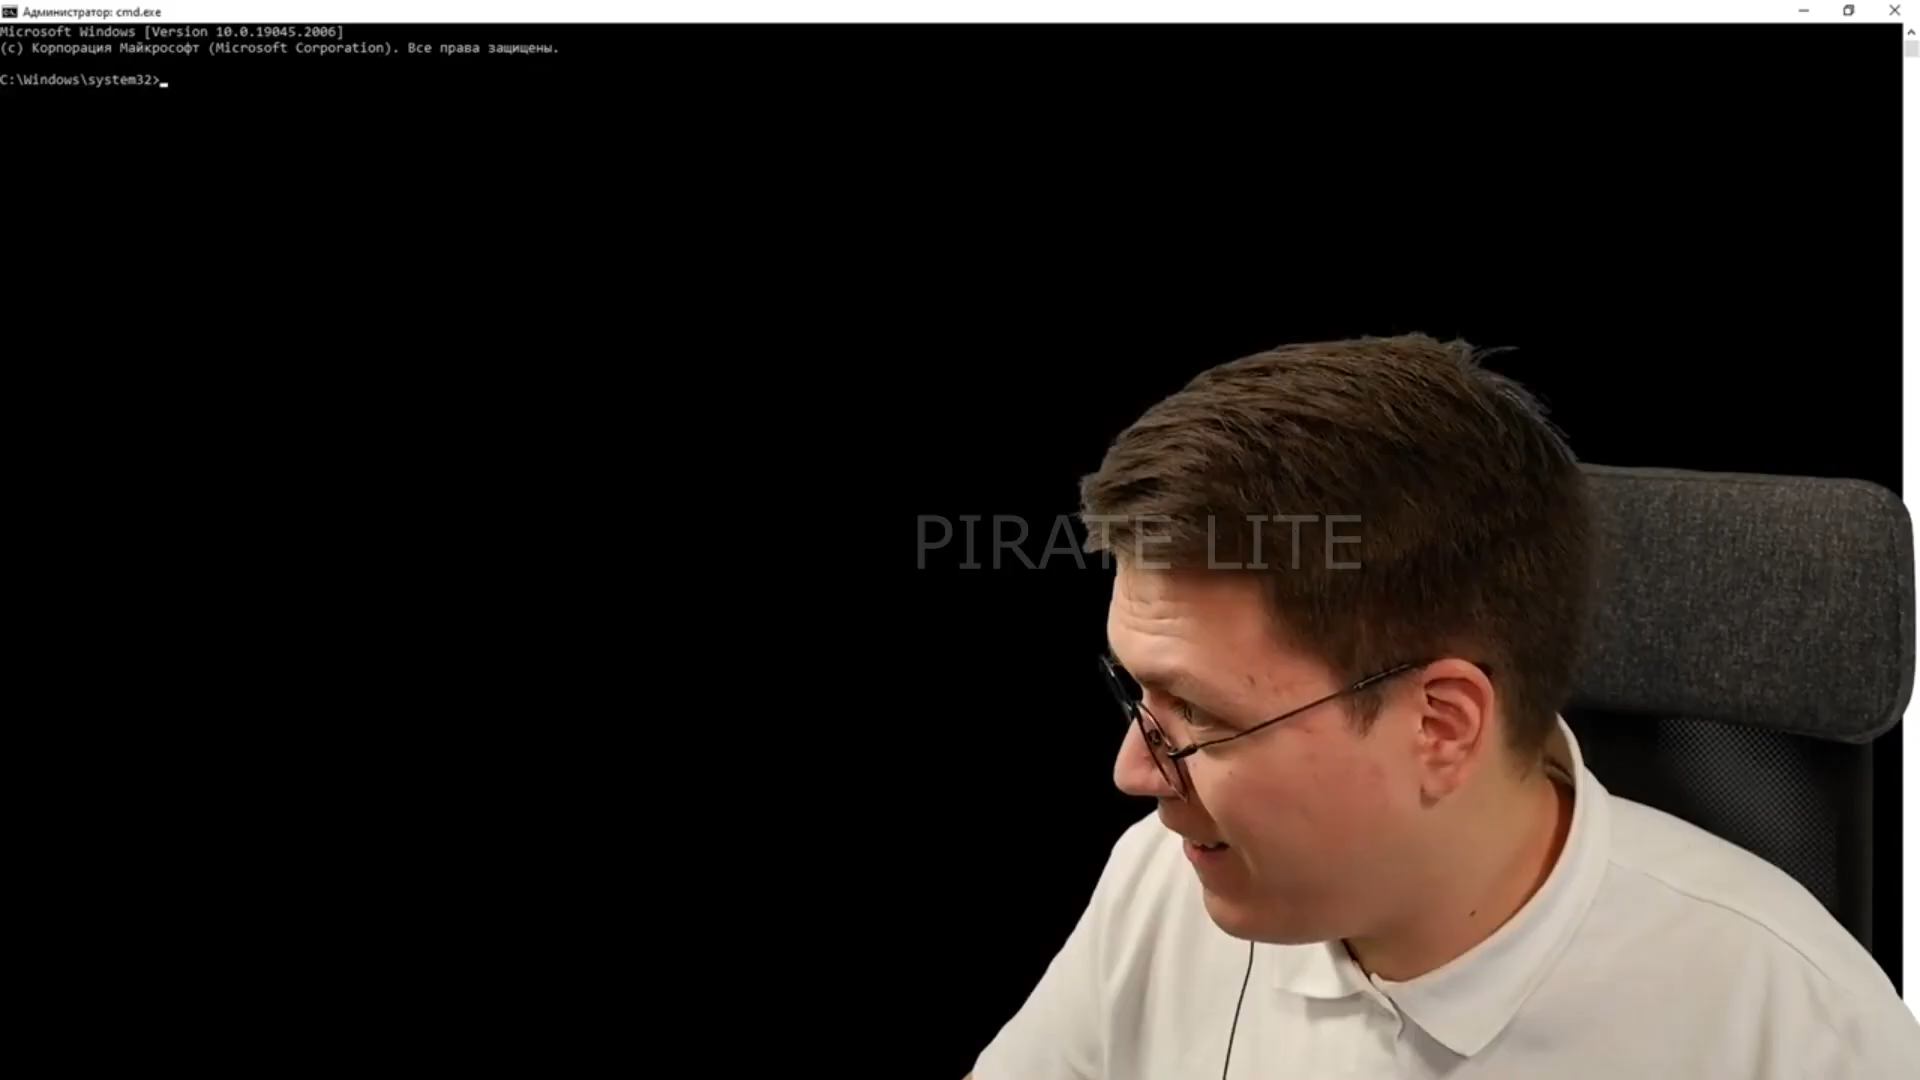 Администратор: cmd.exe
Microsoft Windows [Version 10.0.19045.2006]
(c) Корпорация Майкрософт (Microsoft Corporation). Все права защищены.
C:\Windows\system32>
PIRATE LITE